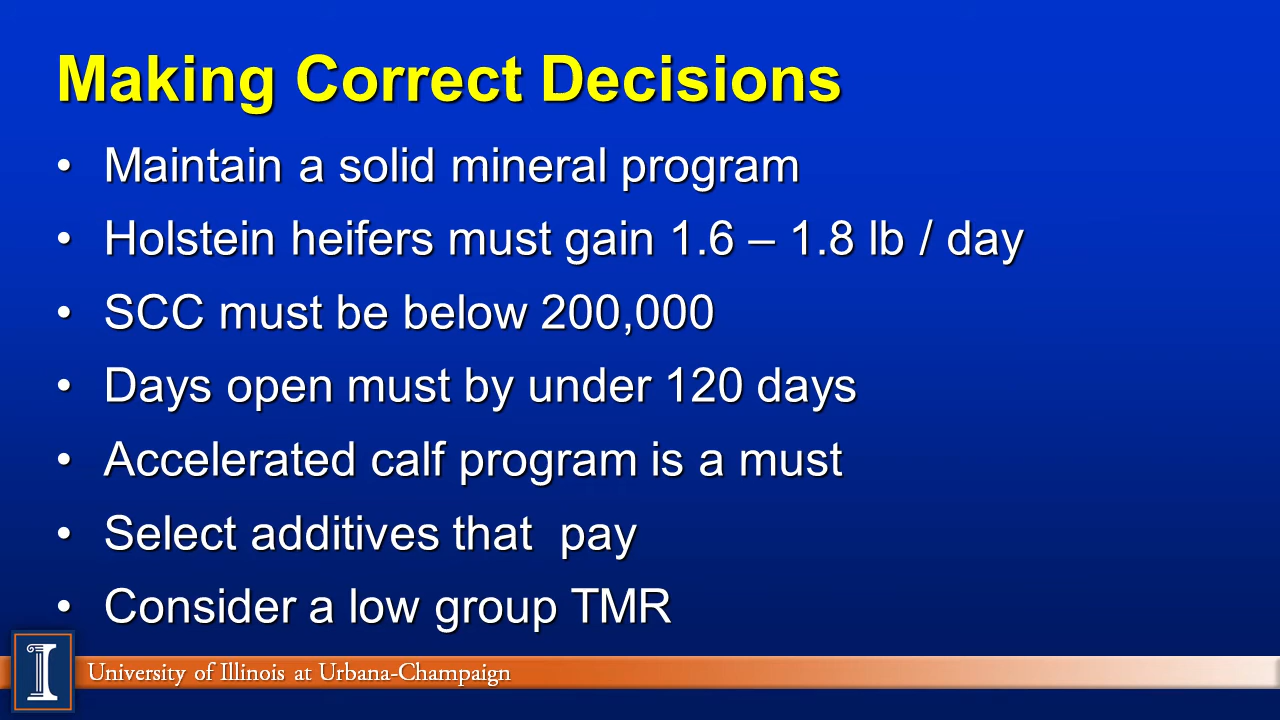 Making Correct Decisions
• Maintain a solid mineral program
• Holstein heifers must gain 1.6 – 1.8 lb / day
• SCC must be below 200,000
• Days open must by under 120 days
• Accelerated calf program is a must
• Select additives that  pay
• Consider a low group TMR
I University of Illinois at Urbana-Champaign